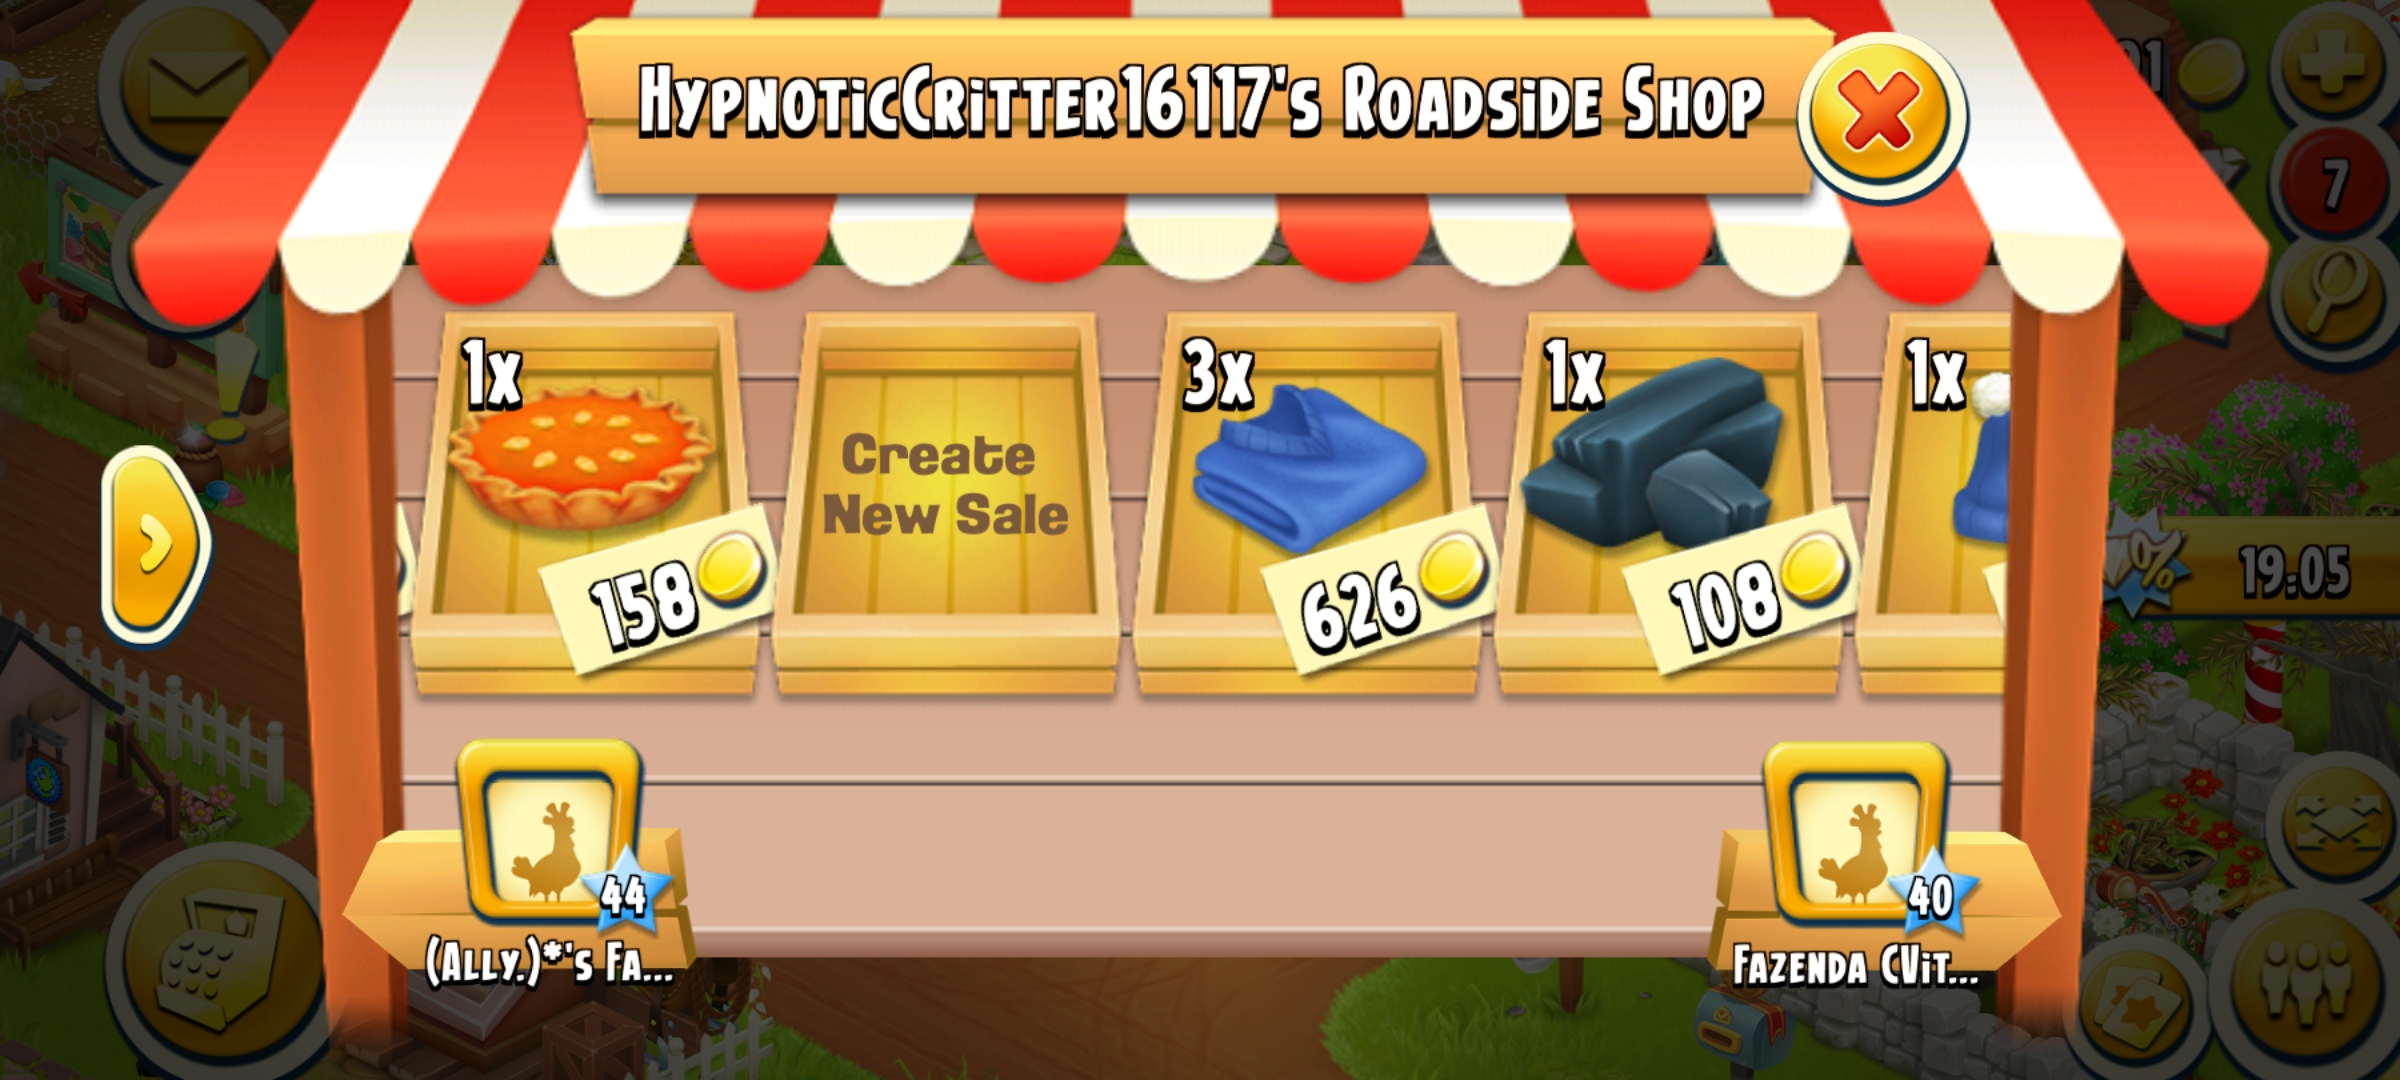 HypnoticCritter16117's Roadside Shop
7
1x
158
Create
New Sale
3x
626
1x
108
1x
19:05
44
(Ally.)*'s Fa...
40
Fazenda CVit...